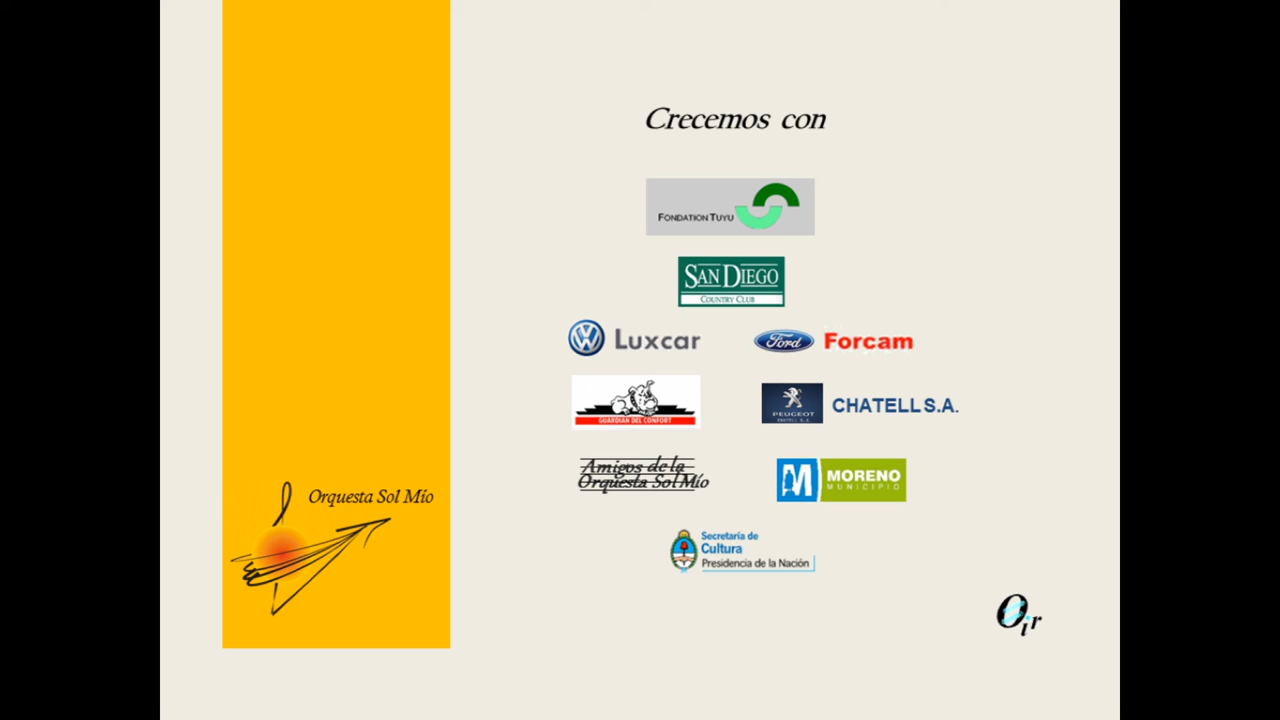 Crecemos con
FONDATION TUYU
SAN DIEGO
COUNTRY CLUB
Luxcar
Ford Forcam
GUARDIAN DEL CONFORT
PEUGEOT
CHATELL S.A.
Amigos de la
Orquesta Sol Mío
MORENO
MUNICIPIO
Orquesta Sol Mío
Secretaría de
Cultura
Presidencia de la Nación
Oir